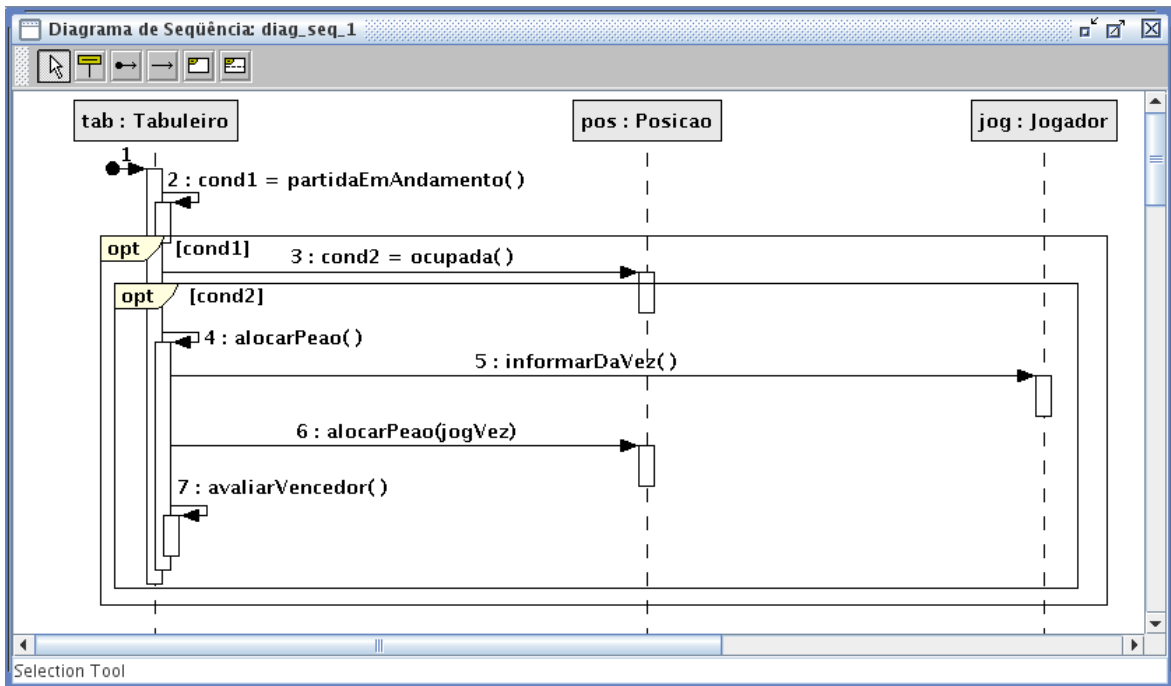 Diagrama de Seqüência: diag_seq_1
tab : Tabuleiro
pos : Posicao
jog : Jogador
1
2 : cond1 = partidaEmAndamento( )
opt [cond1]
3 : cond2 = ocupada( )
opt [cond2]
4 : alocarPeao( )
5 : informarDaVez( )
6 : alocarPeao(jogVez)
7 : avaliarVencedor( )
Selection Tool